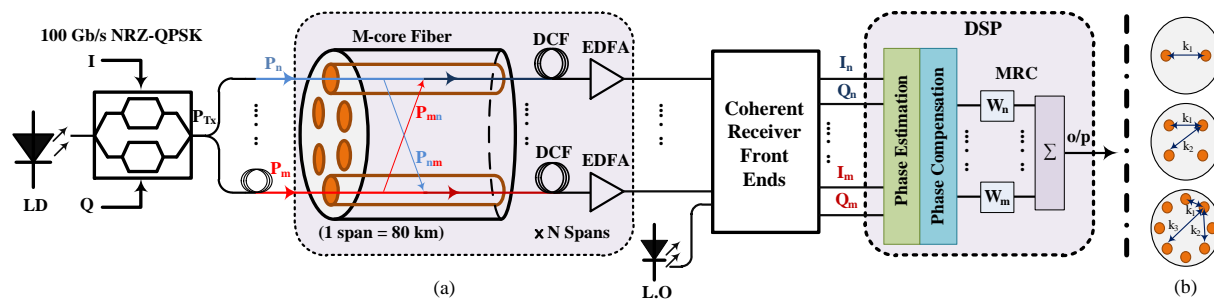 100 Gb/s NRZ-QPSK
I
LD
Q
P_Tx
P_n
P_m
M-core Fiber
P_mn
P_nm
(1 span = 80 km)
DCF
EDFA
DCF
EDFA
x N Spans
(a)
L.O
Coherent
Receiver
Front
Ends
I_n
Q_n
I_m
Q_m
DSP
Phase Estimation
Phase Compensation
MRC
W_n
W_m
Σ
o/p
k_1
k_1
k_2
k_1
k_3
k_2
(b)